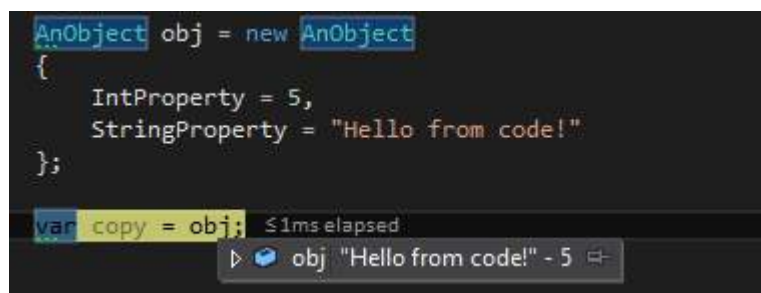 AnObject obj = new AnObject
{
    IntProperty = 5,
    StringProperty = "Hello from code!"
};
var copy = obj; ≤1ms elapsed
obj "Hello from code!" - 5